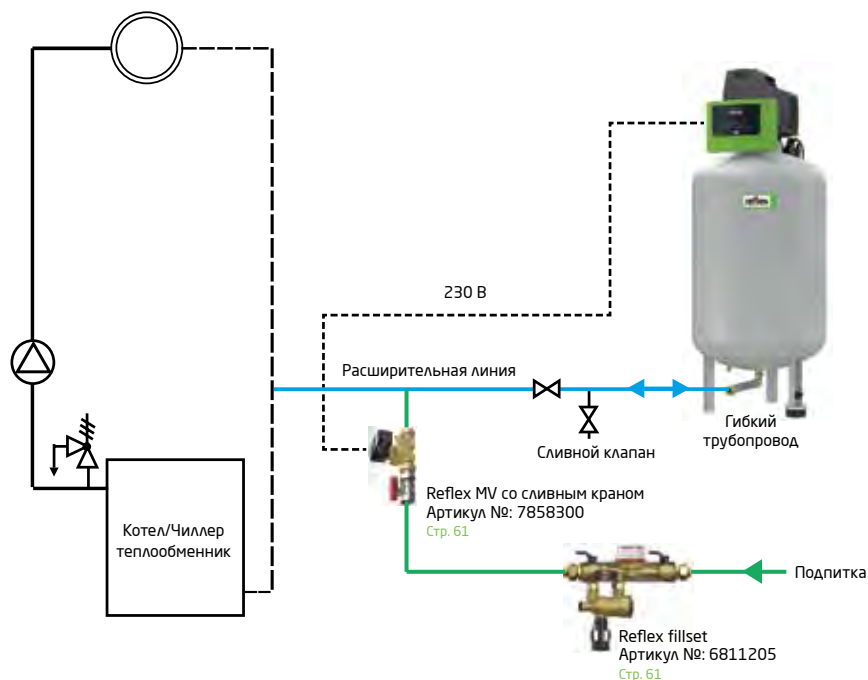 230 В
Расширительная линия
Гибкий
трубопровод
Сливной клапан
reflex
Reflex MV со сливным краном
Артикул №: 7858300
Стр. 61
Котел/Чиллер
теплообменник
Подпитка
Reflex fillset
Артикул №: 6811205
Стр. 61